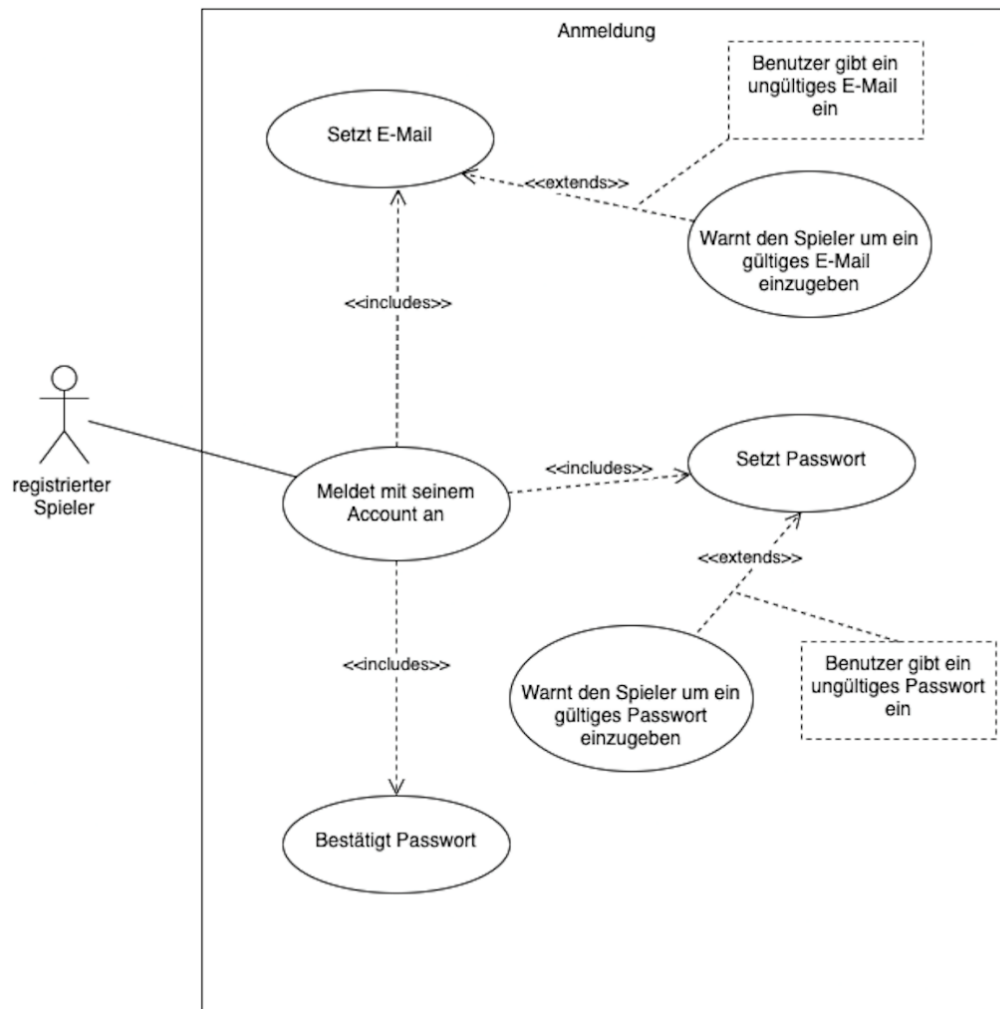 Anmeldung
Benutzer gibt ein
ungültiges E-Mail
ein
Setzt E-Mail
<<extends>>
Warnt den Spieler um ein
gültiges E-Mail
einzugeben
<<includes>>
registrierter
Spieler
Meldet mit seinem
Account an
<<includes>>
Setzt Passwort
<<extends>>
<<includes>>
Warnt den Spieler um ein
gültiges Passwort
einzugeben
Benutzer gibt ein
ungültiges Passwort
ein
Bestätigt Passwort